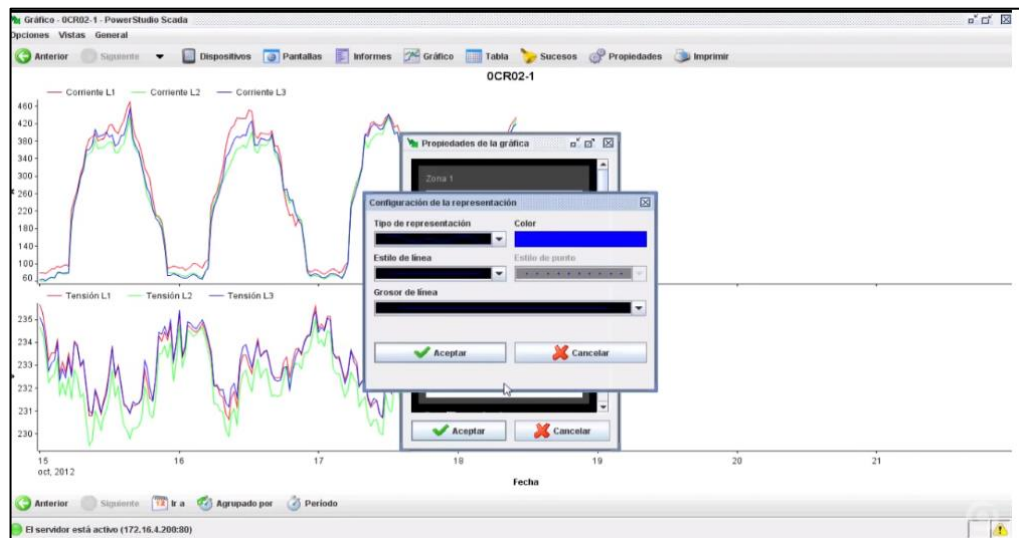 Gráfico - 0CR02-1 - PowerStudio Scada
Opciones Vistas General
Anterior Siguiente Dispositivos Pantallas Informes Gráfico Tabla Sucesos Propiedades Imprimir
0CR02-1
Corriente L1 Corriente L2 Corriente L3
460
420
380
340
300
260
220
180
140
100
60
Propiedades de la gráfica
Zona 1
Configuración de la representación
Tipo de representación Color
Estilo de línea Estilo de punto
Grosor de línea
Aceptar Cancelar
Tensión L1 Tensión L2 Tensión L3
235
234
233
232
231
230
Aceptar Cancelar
15 16 17 18 19 20 21
oct, 2012
Fecha
Anterior Siguiente Ir a Agrupado por Período
El servidor está activo (172.16.4.200:80)